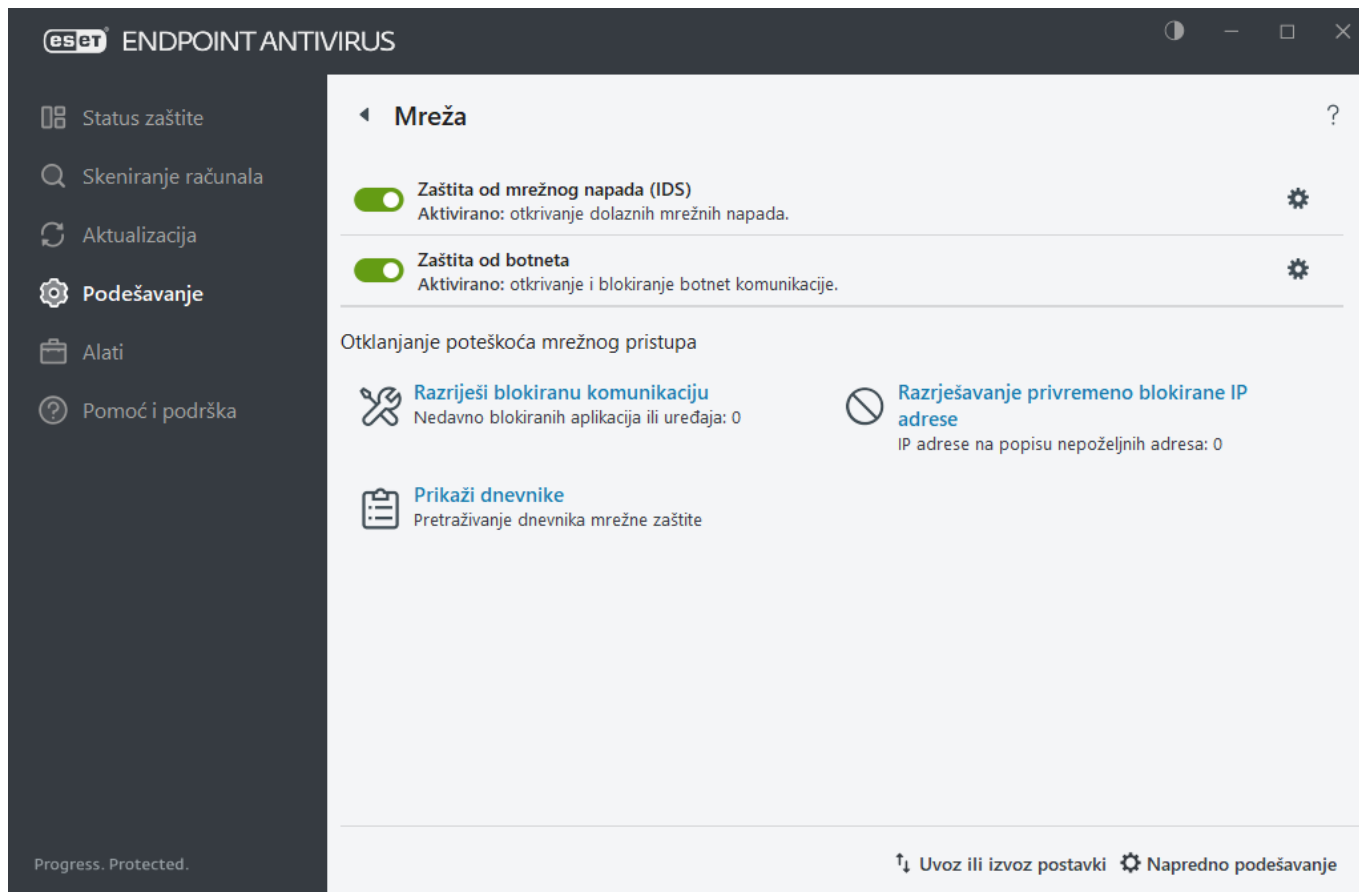 eset ENDPOINT ANTIVIRUS
Status zaštite
Skeniranje računala
Aktualizacija
Podešavanje
Alati
Pomoć i podrška
Progress. Protected.
Mreža
?
Zaštita od mrežnog napada (IDS)
Aktivirano: otkrivanje dolaznih mrežnih napada.
Zaštita od botneta
Aktivirano: otkrivanje i blokiranje botnet komunikacije.
Otklanjanje poteškoća mrežnog pristupa
Razriješi blokiranu komunikaciju
Nedavno blokiranih aplikacija ili uređaja: 0
Razrješavanje privremeno blokirane IP
adrese
IP adrese na popisu nepoželjnih adresa: 0
Prikaži dnevnike
Pretraživanje dnevnika mrežne zaštite
Uvoz ili izvoz postavki
Napredno podešavanje